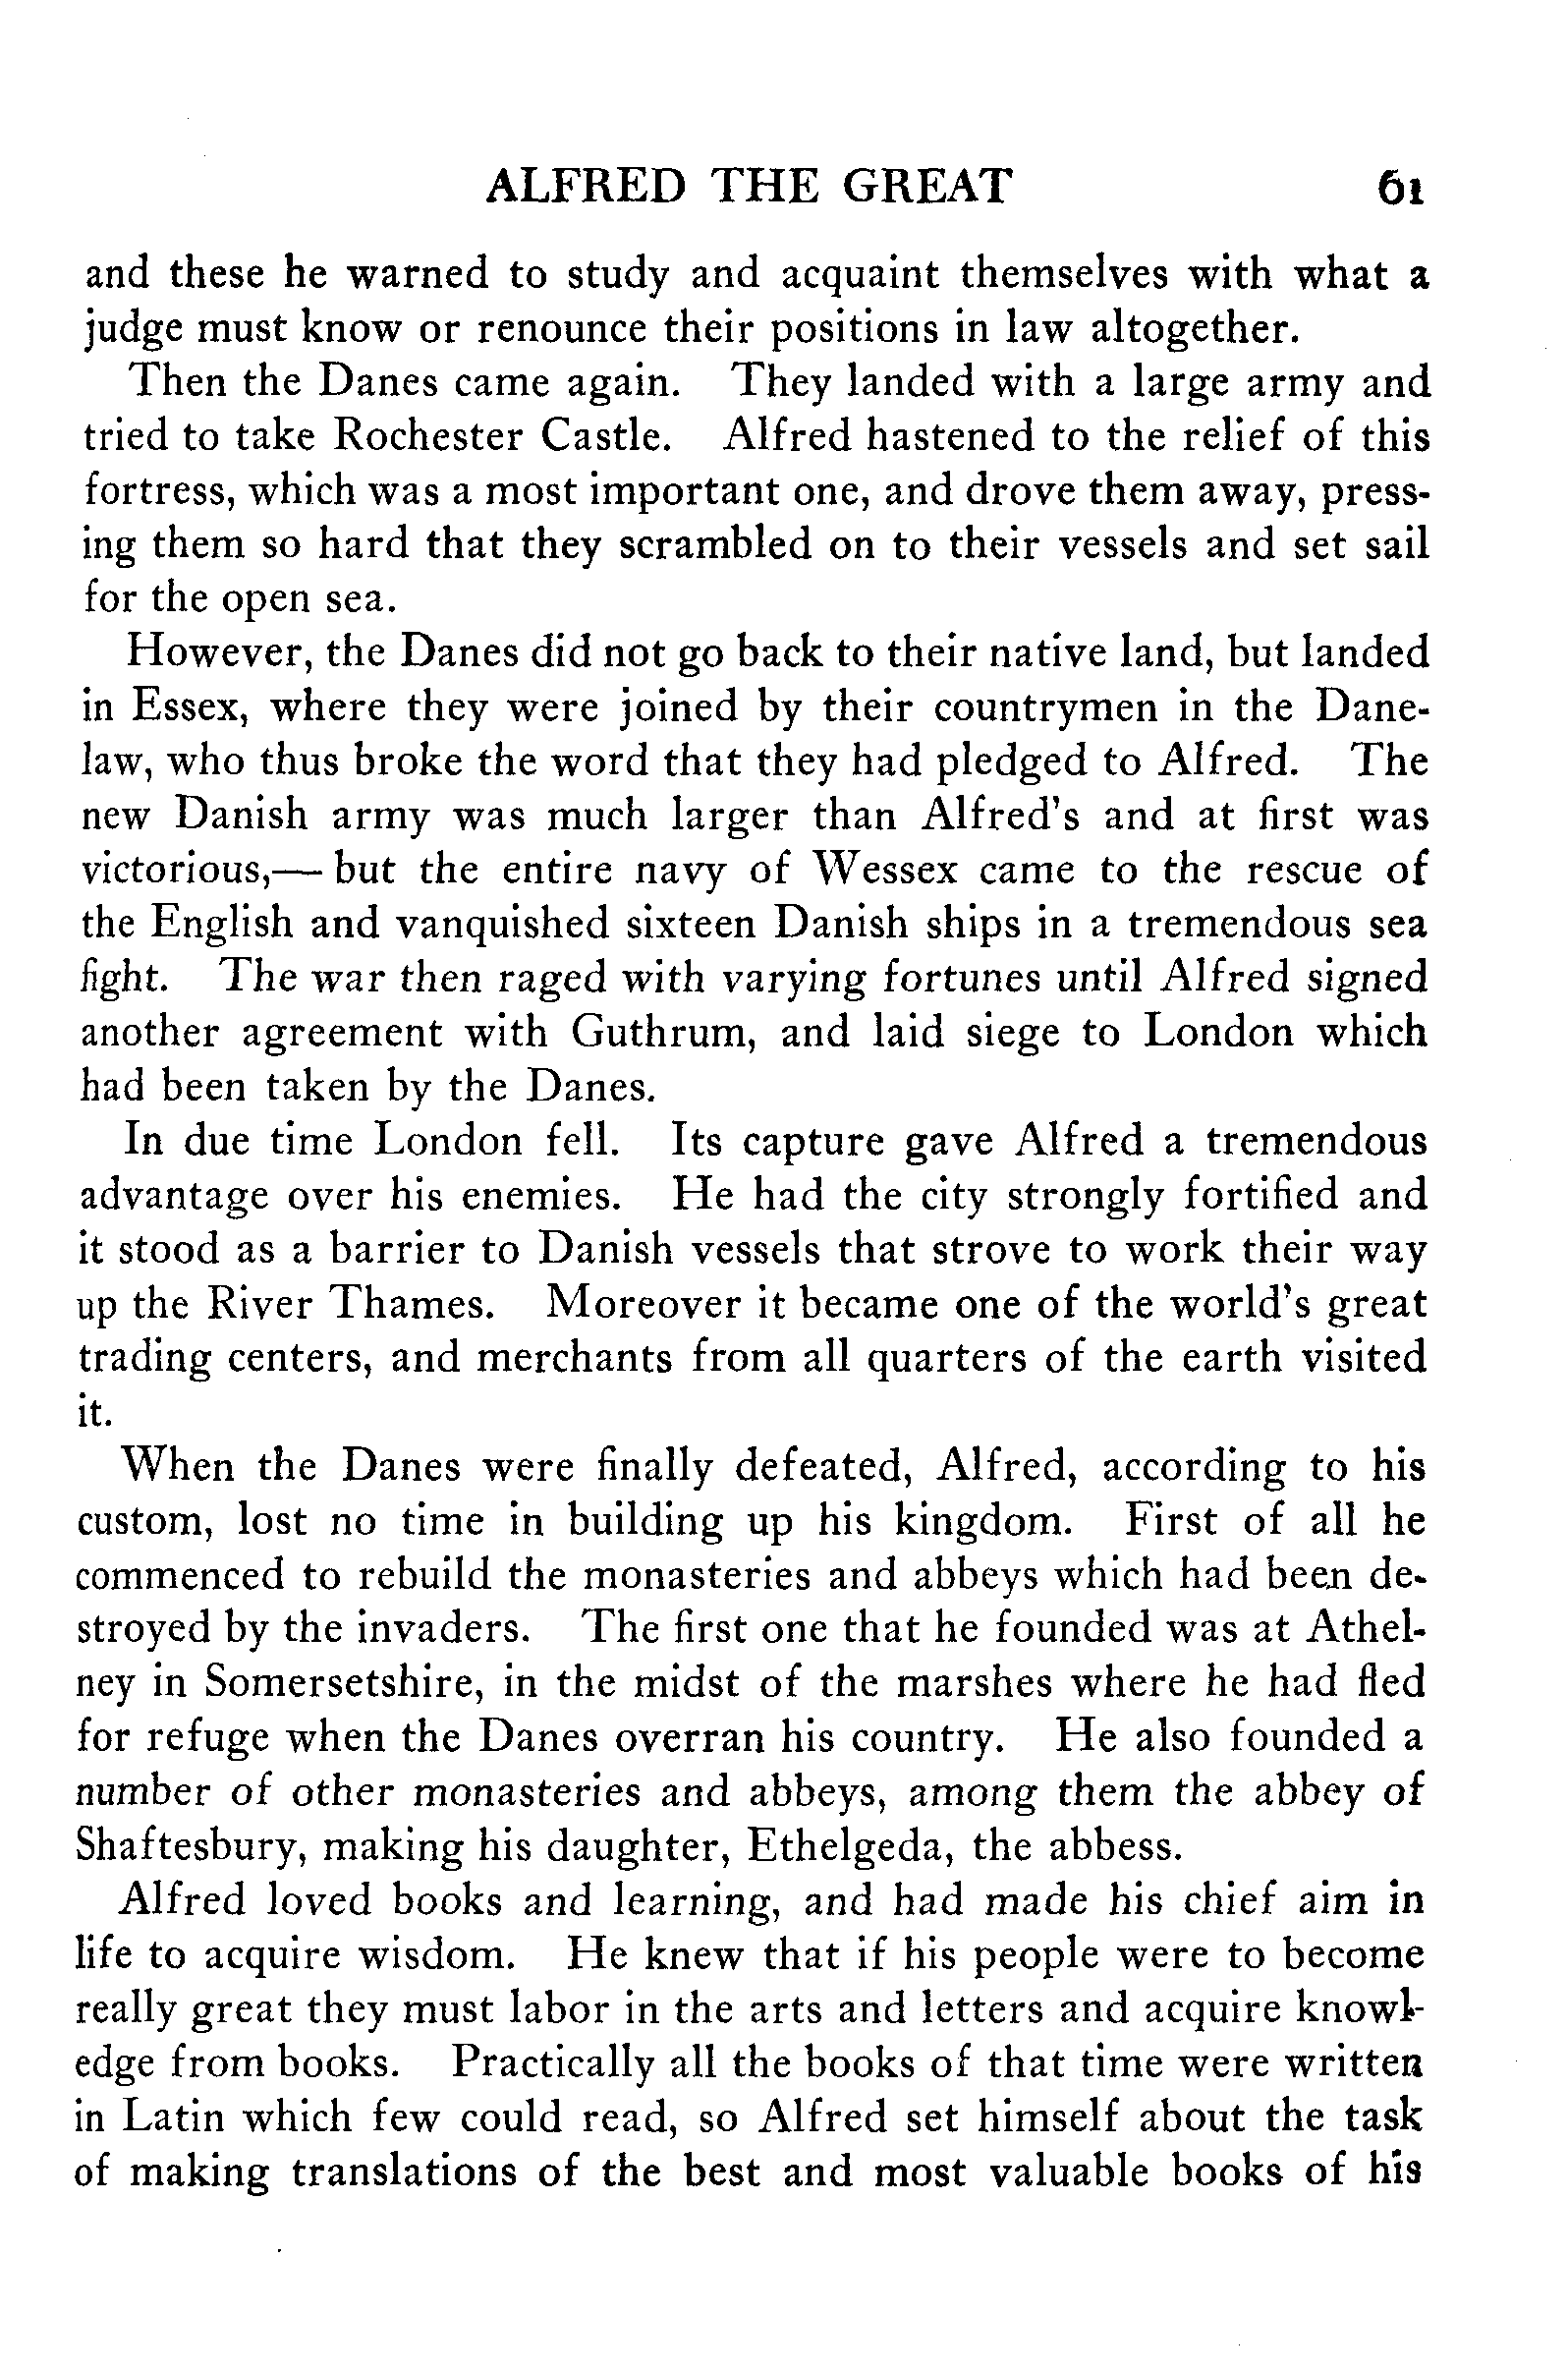 ALFRED THE GREAT 61
and these he warned to study and acquaint themselves with what a
judge must know or renounce their positions in law altogether.
Then the Danes came again. They landed with a large army and
tried to take Rochester Castle. Alfred hastened to the relief of this
fortress, which was a most important one, and drove them away, press-
ing them so hard that they scrambled on to their vessels and set sail
for the open sea.
However, the Danes did not go back to their native land, but landed
in Essex, where they were joined by their countrymen in the Dane-
law, who thus broke the word that they had pledged to Alfred. The
new Danish army was much larger than Alfred's and at first was
victorious,— but the entire navy of Wessex came to the rescue of
the English and vanquished sixteen Danish ships in a tremendous sea
fight. The war then raged with varying fortunes until Alfred signed
another agreement with Guthrum, and laid siege to London which
had been taken by the Danes.
In due time London fell. Its capture gave Alfred a tremendous
advantage over his enemies. He had the city strongly fortified and
it stood as a barrier to Danish vessels that strove to work their way
up the River Thames. Moreover it became one of the world's great
trading centers, and merchants from all quarters of the earth visited
it.
When the Danes were finally defeated, Alfred, according to his
custom, lost no time in building up his kingdom. First of all he
commenced to rebuild the monasteries and abbeys which had been de-
stroyed by the invaders. The first one that he founded was at Athel-
ney in Somersetshire, in the midst of the marshes where he had fled
for refuge when the Danes overran his country. He also founded a
number of other monasteries and abbeys, among them the abbey of
Shaftesbury, making his daughter, Ethelgeda, the abbess.
Alfred loved books and learning, and had made his chief aim in
life to acquire wisdom. He knew that if his people were to become
really great they must labor in the arts and letters and acquire knowl-
edge from books. Practically all the books of that time were written
in Latin which few could read, so Alfred set himself about the task
of making translations of the best and most valuable books of his